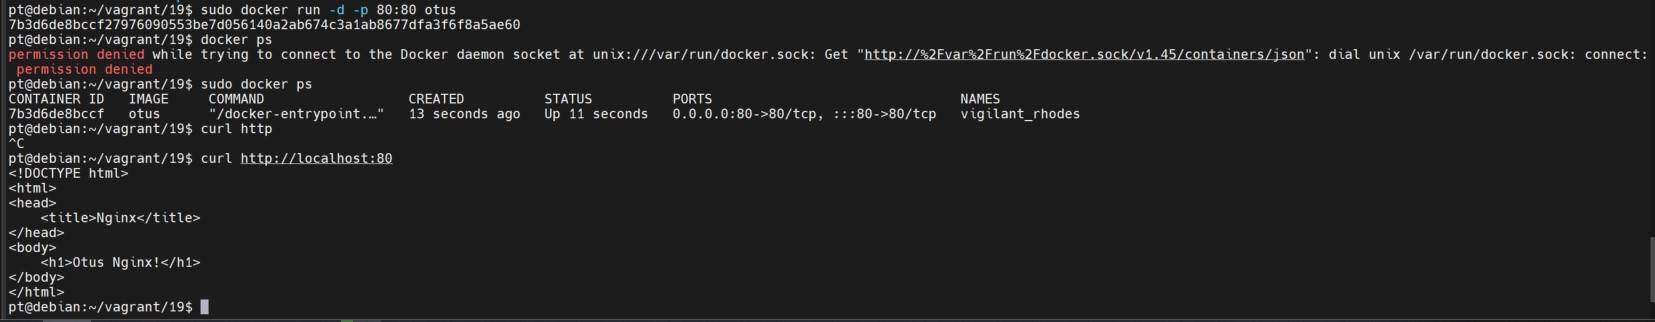 pt@debian:~/vagrant/19$ sudo docker run -d -p 80:80 otus
7b3d6de8bccf27976090553be7d056140a2ab674c3a1ab8677dfa3f6f8a5ae60
pt@debian:~/vagrant/19$ docker ps
permission denied while trying to connect to the Docker daemon socket at unix:///var/run/docker.sock: Get "http://%2Fvar%2Frun%2Fdocker.sock/v1.45/containers/json": dial unix /var/run/docker.sock: connect:
permission denied
pt@debian:~/vagrant/19$ sudo docker ps
CONTAINER ID   IMAGE     COMMAND                  CREATED          STATUS          PORTS                               NAMES
7b3d6de8bccf   otus      "/docker-entrypoint.…"   13 seconds ago   Up 11 seconds   0.0.0.0:80->80/tcp, :::80->80/tcp   vigilant_rhodes
pt@debian:~/vagrant/19$ curl http
^C
pt@debian:~/vagrant/19$ curl http://localhost:80
<!DOCTYPE html>
<html>
<head>
    <title>Nginx</title>
</head>
<body>
    <h1>Otus Nginx!</h1>
</body>
</html>
pt@debian:~/vagrant/19$